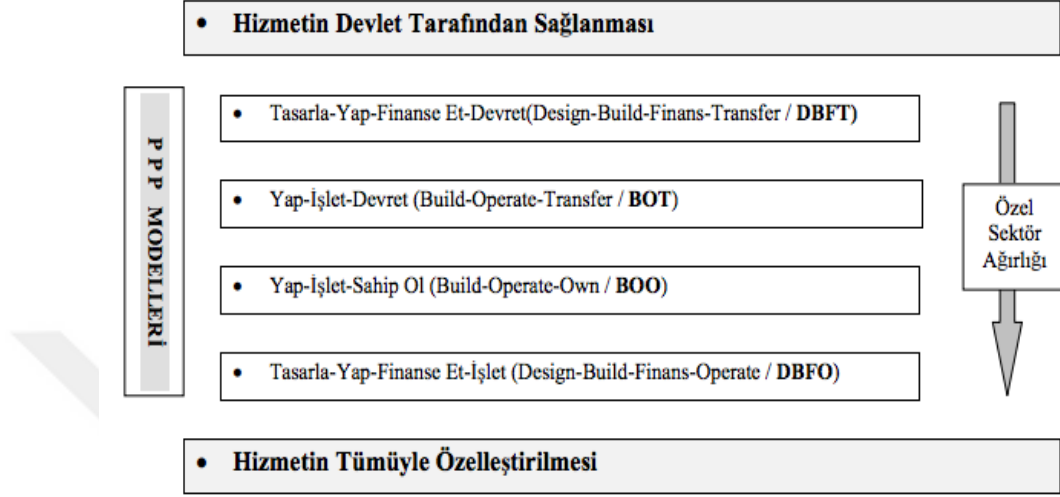 • Hizmetin Devlet Tarafından Sağlanması
PPP MODELLERİ
• Tasarla-Yap-Finanse Et-Devret(Design-Build-Finans-Transfer / DBFT)
• Yap-İşlet-Devret (Build-Operate-Transfer / BOT)
• Yap-İşlet-Sahip Ol (Build-Operate-Own / BOO)
• Tasarla-Yap-Finanse Et-İşlet (Design-Build-Finans-Operate / DBFO)
Özel
Sektör
Ağırlığı
• Hizmetin Tümüyle Özelleştirilmesi